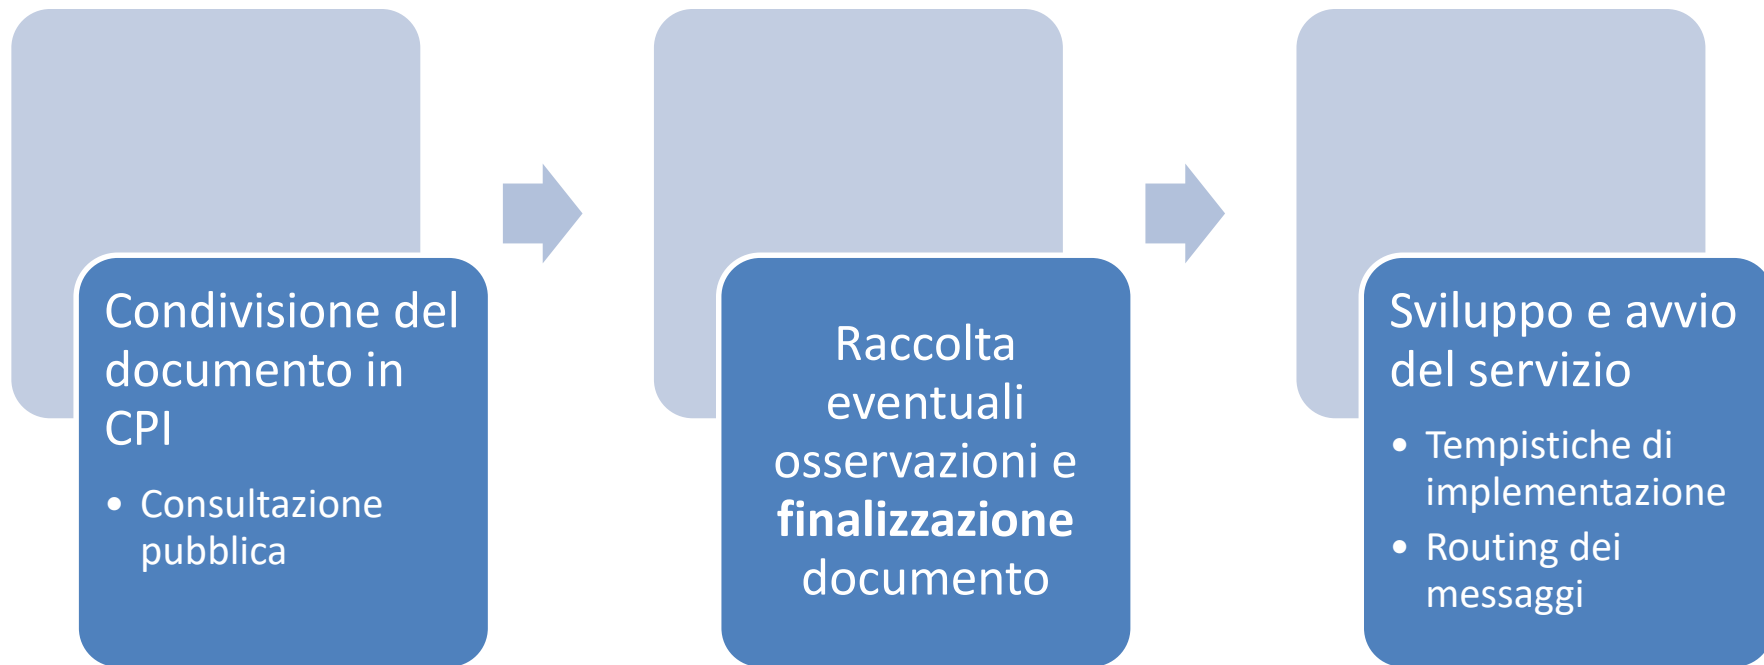 Condivisione del
documento in
CPI
• Consultazione
pubblica
Raccolta
eventuali
osservazioni e
finalizzazione
documento
Sviluppo e avvio
del servizio
• Tempistiche di
implementazione
• Routing dei
messaggi